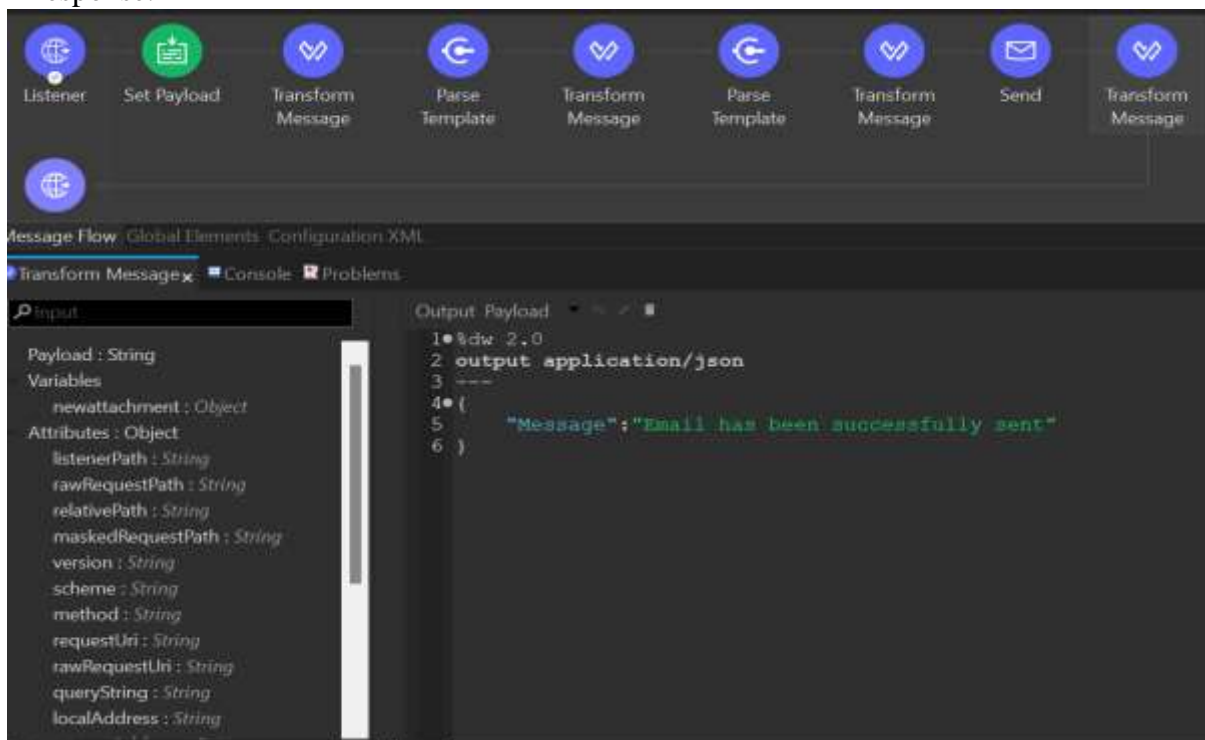 Response.
Listener
Set Payload
Transform Message
Parse Template
Transform Message
Parse Template
Transform Message
Send
Transform Message
Message Flow Global Elements Configuration XML
Transform Message x Console Problems
Input
Output Payload
Payload : String
Variables
newattachment : Object
Attributes : Object
listenerPath : String
rawRequestPath : String
relativePath : String
maskedRequestPath : String
version : String
scheme : String
method : String
requestUri : String
rawRequestUri : String
queryString : String
localAddress : String
1 %dw 2.0
2 output application/json
3 ---
4 {
5 "Message":"Email has been successfully sent"
6 }